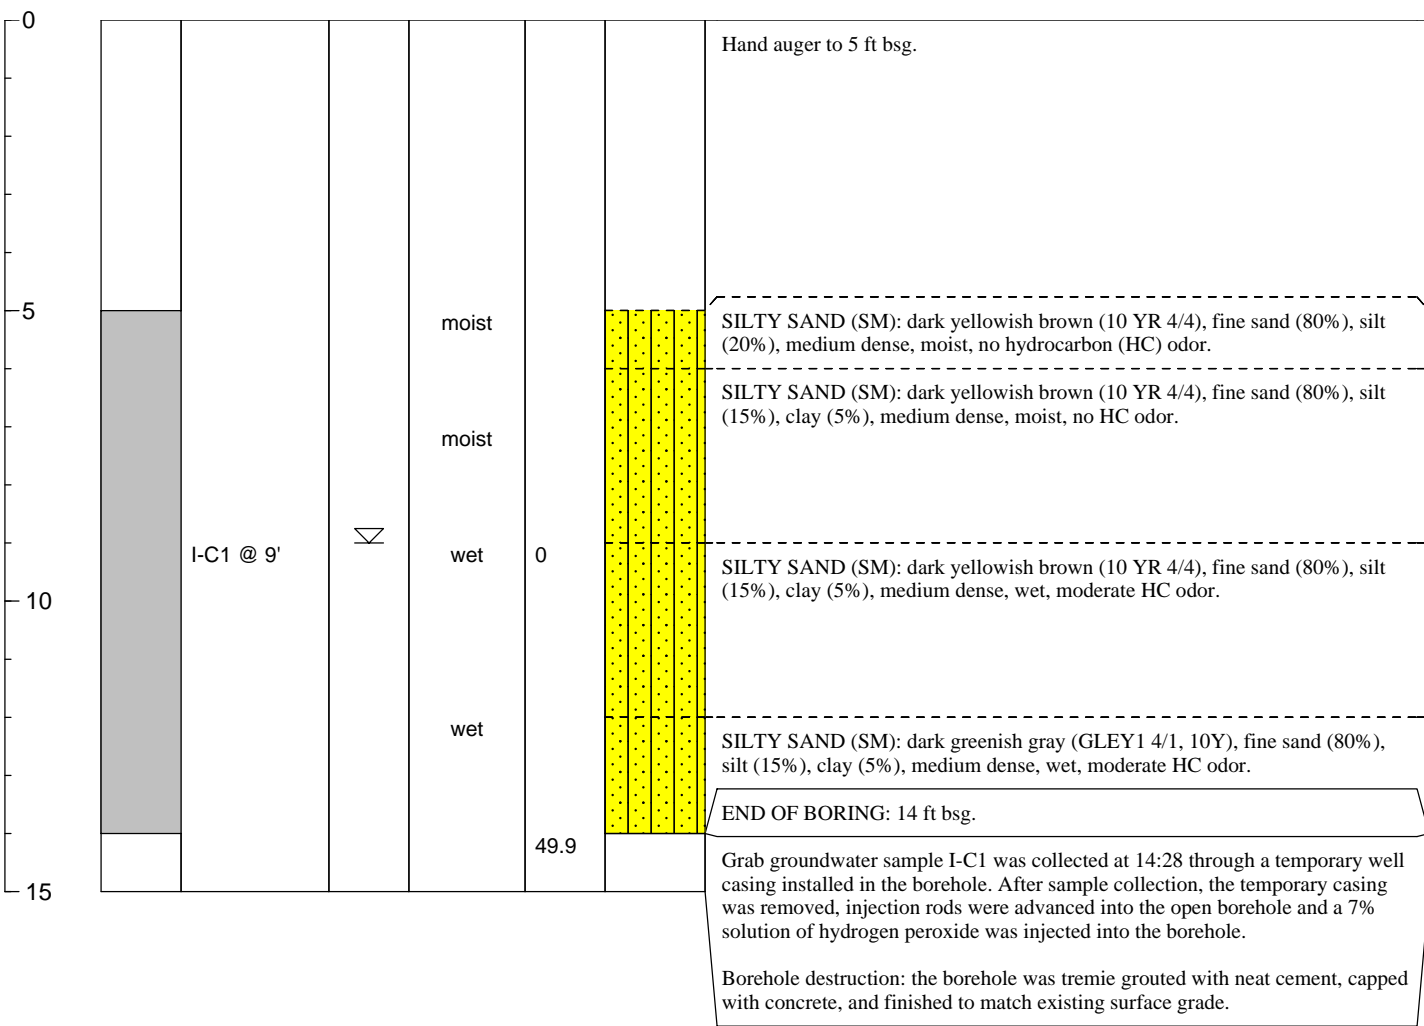 0
Hand auger to 5 ft bsg.
5
moist
SILTY SAND (SM): dark yellowish brown (10 YR 4/4), fine sand (80%), silt
(20%), medium dense, moist, no hydrocarbon (HC) odor.
SILTY SAND (SM): dark yellowish brown (10 YR 4/4), fine sand (80%), silt
(15%), clay (5%), medium dense, moist, no HC odor.
moist
I-C1 @ 9'
wet
0
SILTY SAND (SM): dark yellowish brown (10 YR 4/4), fine sand (80%), silt
(15%), clay (5%), medium dense, wet, moderate HC odor.
10
wet
SILTY SAND (SM): dark greenish gray (GLEY1 4/1, 10Y), fine sand (80%),
silt (15%), clay (5%), medium dense, wet, moderate HC odor.
END OF BORING: 14 ft bsg.
49.9
15
Grab groundwater sample I-C1 was collected at 14:28 through a temporary well
casing installed in the borehole. After sample collection, the temporary casing
was removed, injection rods were advanced into the open borehole and a 7%
solution of hydrogen peroxide was injected into the borehole.
Borehole destruction: the borehole was tremie grouted with neat cement, capped
with concrete, and finished to match existing surface grade.